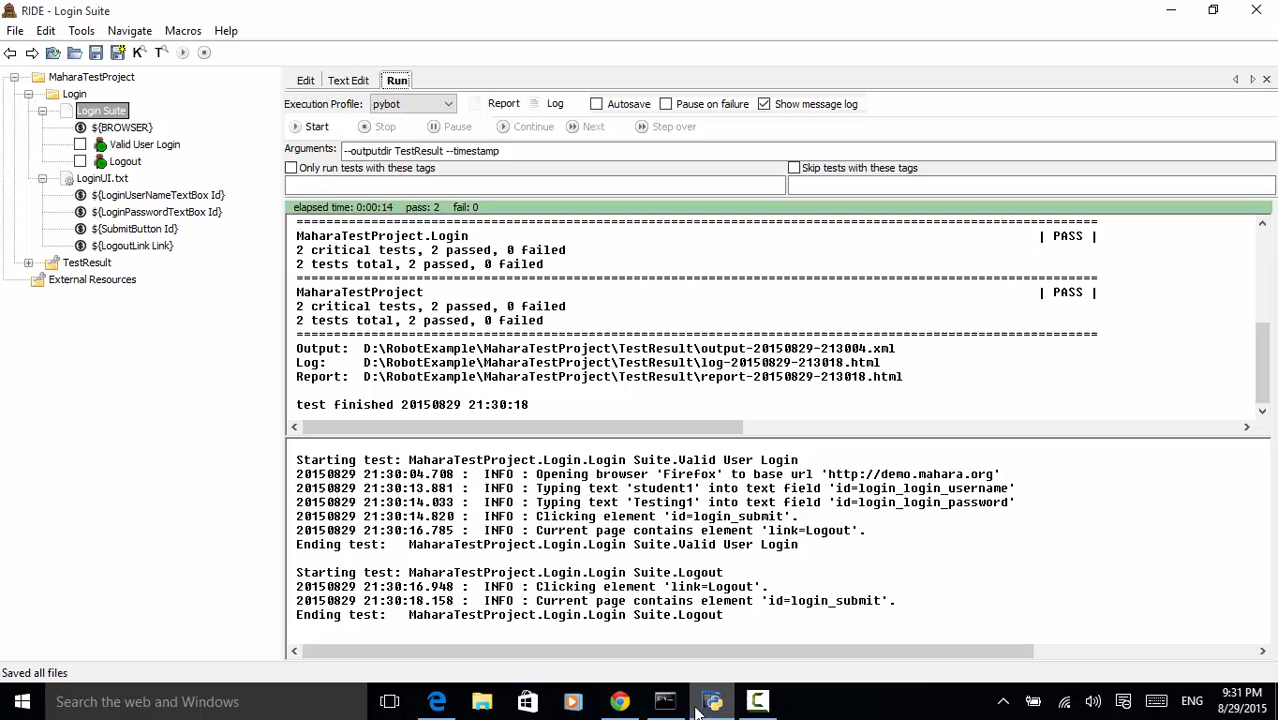 RIDE - Login Suite
File Edit Tools Navigate Macros Help
MaharaTestProject
Login
Login Suite
${BROWSER}
Valid User Login
Logout
LoginUI.txt
${LoginUserNameTextBox Id}
${LoginPasswordTextBox Id}
${SubmitButton Id}
${LogoutLink Link}
TestResult
External Resources
Edit Text Edit Run
Execution Profile: pybot Report Log Autosave Pause on failure Show message log
Start Stop Pause Continue Next Step over
Arguments: --outputdir TestResult --timestamp
Only run tests with these tags Skip tests with these tags
elapsed time: 0:00:14 pass: 2 fail: 0
==============================================================================
MaharaTestProject.Login | PASS |
2 critical tests, 2 passed, 0 failed
2 tests total, 2 passed, 0 failed
==============================================================================
MaharaTestProject | PASS |
2 critical tests, 2 passed, 0 failed
2 tests total, 2 passed, 0 failed
==============================================================================
Output: D:\RobotExample\MaharaTestProject\TestResult\output-20150829-213004.xml
Log: D:\RobotExample\MaharaTestProject\TestResult\log-20150829-213018.html
Report: D:\RobotExample\MaharaTestProject\TestResult\report-20150829-213018.html
test finished 20150829 21:30:18
Starting test: MaharaTestProject.Login.Login Suite.Valid User Login
20150829 21:30:04.708 : INFO : Opening browser 'Firefox' to base url 'http://demo.mahara.org'
20150829 21:30:13.881 : INFO : Typing text 'student1' into text field 'id=login_login_username'
20150829 21:30:14.033 : INFO : Typing text 'Testing1' into text field 'id=login_login_password'
20150829 21:30:14.820 : INFO : Clicking element 'id=login_submit'.
20150829 21:30:16.785 : INFO : Current page contains element 'link=Logout'.
Ending test: MaharaTestProject.Login.Login Suite.Valid User Login
Starting test: MaharaTestProject.Login.Login Suite.Logout
20150829 21:30:16.948 : INFO : Clicking element 'link=Logout'.
20150829 21:30:18.158 : INFO : Current page contains element 'id=login_submit'.
Ending test: MaharaTestProject.Login.Login Suite.Logout
Saved all files
Search the web and Windows
ENG
9:31 PM
8/29/2015